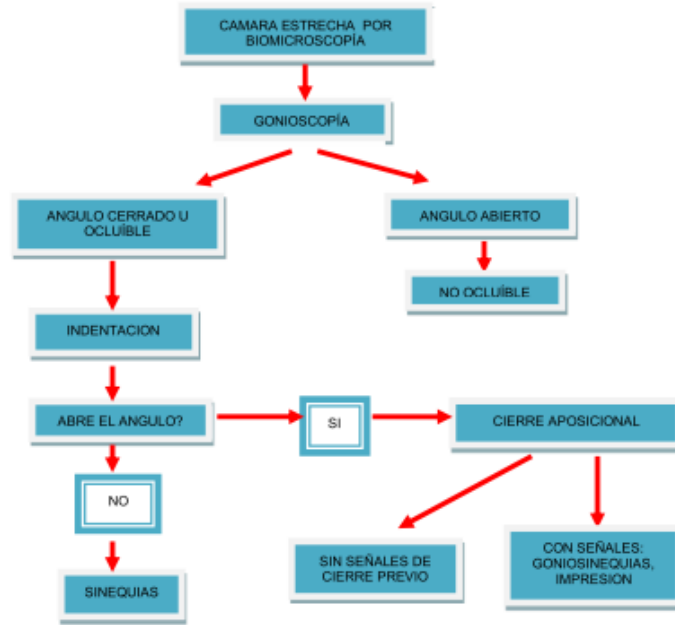 CAMARA ESTRECHA POR
BIOMICROSCOPÍA
GONIOSCOPÍA
ANGULO CERRADO U
OCLUÍBLE
ANGULO ABIERTO
NO OCLUÍBLE
INDENTACION
ABRE EL ANGULO?
SI
CIERRE APOSICIONAL
NO
SIN SEÑALES DE
CIERRE PREVIO
CON SEÑALES:
GONIOSINEQUIAS,
IMPRESION
SINEQUIAS